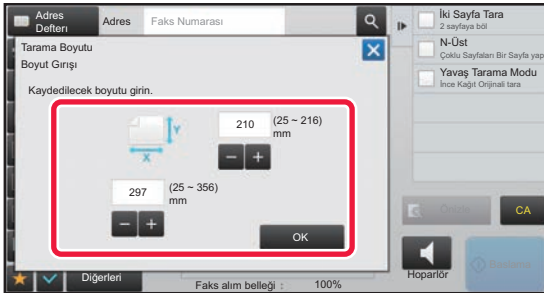 Adres Defteri
Adres
Faks Numarası
Tarama Boyutu
Boyut Girişi
Kaydedilecek boyutu girin.
Y
X
210
(25 ~ 216)
mm
297
(25 ~ 356)
mm
OK
İki Sayfa Tara
2 sayfaya böl
N-Üst
Çoklu Sayfaları Bir Sayfa yap
Yavaş Tarama Modu
İnce Kağıt Orijinali tara
CA
Hoparlör
Diğerleri
Faks alım belleği : 100%